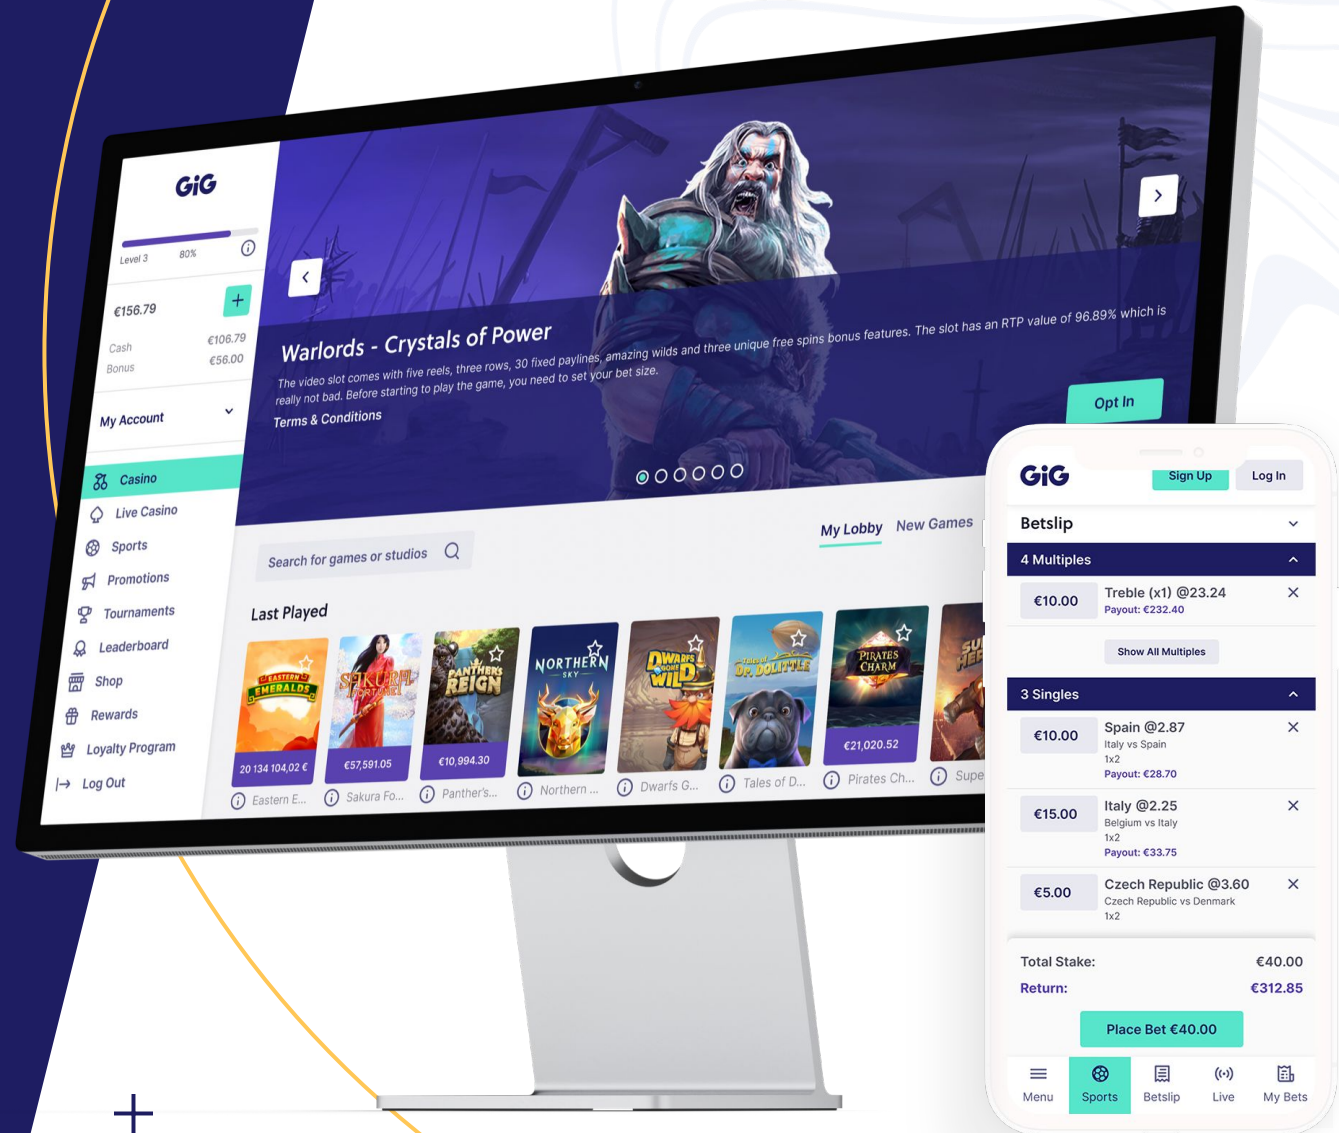 GiG
Level 3 80%
€156.79
+
Cash €106.79
Bonus €56.00
My Account
Casino
Live Casino
Sports
Promotions
Tournaments
Leaderboard
Shop
Rewards
Loyalty Program
Log Out
Warlords - Crystals of Power
The video slot comes with five reels, three rows, 30 fixed paylines, amazing wilds and three unique free spins bonus features. The slot has an RTP value of 96.89% which is
really not bad. Before starting to play the game, you need to set your bet size.
Terms & Conditions
Opt In
Search for games or studios
My Lobby New Games
Last Played
EASTERN
EMERALDS
20 134 104,02 €
Eastern E...
SAKURA
FORTUNE
€57,591.05
Sakura Fo...
PANTHER'S
REIGN
€10,994.30
Panther's...
NORTHERN
SKY
Northern ...
DWARFS
GONE
WILD
Dwarfs G...
TALES of
DR. DOLITTLE
Tales of D...
PIRATES
CHARM
€21,020.52
Pirates Ch...
Supe
GiG
Sign Up
Log In
Betslip
4 Multiples
€10.00
Treble (x1) @23.24
Payout: €232.40
Show All Multiples
3 Singles
€10.00
Spain @2.87
Italy vs Spain
1x2
Payout: €28.70
€15.00
Italy @2.25
Belgium vs Italy
1x2
Payout: €33.75
€5.00
Czech Republic @3.60
Czech Republic vs Denmark
1x2
Total Stake: €40.00
Return: €312.85
Place Bet €40.00
Menu
Sports
Betslip
Live
My Bets